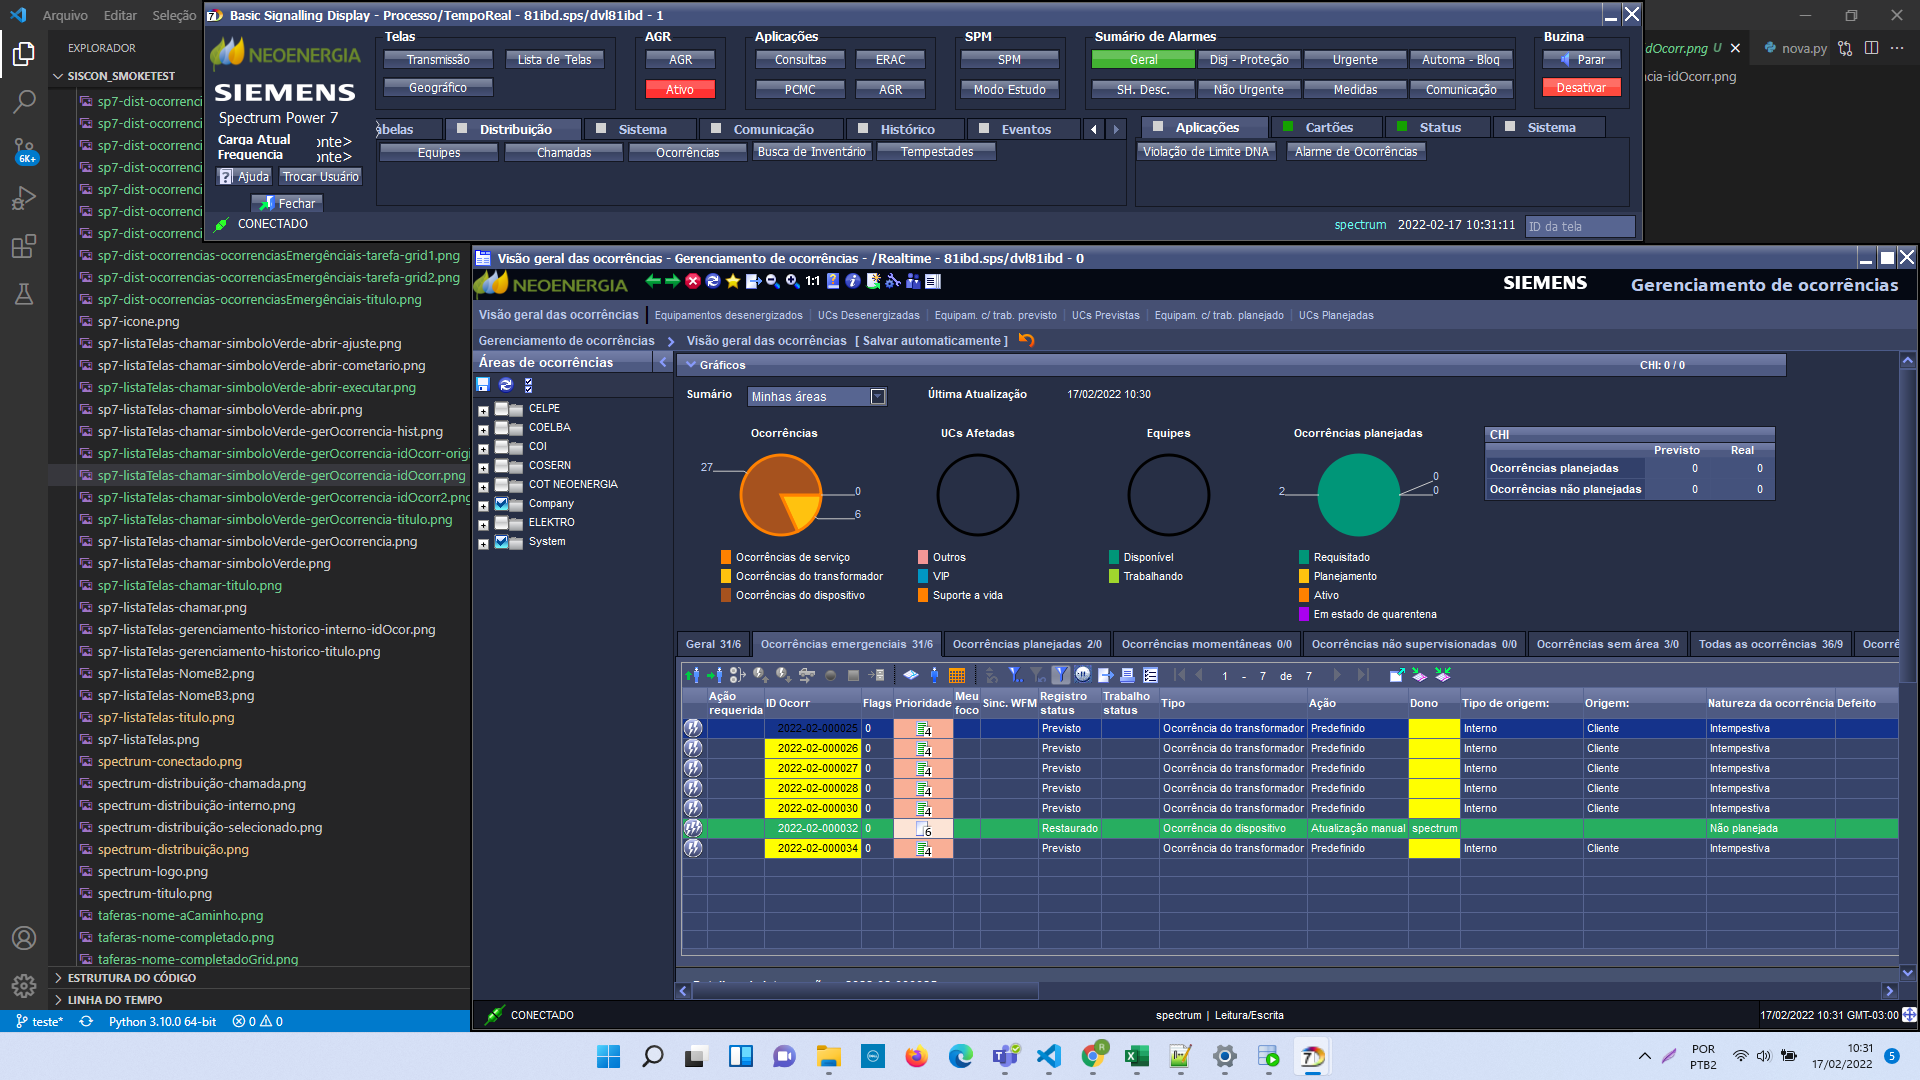 Arquivo Editar Seleção
Basic Signalling Display - Processo/TempoReal - 81ibd.sps/dvl81ibd - 1
dOcorr.png U
nova.py
EXPLORADOR
SISCON_SMOKETEST
ncia-idOcorr.png
NEOENERGIA
SIEMENS
Spectrum Power 7
Carga Atual onte>
Frequencia onte>
Ajuda Trocar Usuário
Fechar
CONECTADO
Telas
Transmissão Lista de Telas
Geográfico
AGR
AGR
Ativo
Aplicações
Consultas ERAC
PCMC AGR
SPM
SPM
Modo Estudo
Sumário de Alarmes
Geral Disj - Proteção Urgente Automa - Bloq
SH. Desc. Não Urgente Medidas Comunicação
Buzina
Parar
Desativar
abelas Distribuição Sistema Comunicação Histórico Eventos
Equipes Chamadas Ocorrências Busca de Inventário Tempestades
Aplicações Cartões Status Sistema
Violação de Limite DNA Alarme de Ocorrências
spectrum 2022-02-17 10:31:11 ID da tela
sp7-dist-ocorrenci
sp7-dist-ocorrenci
sp7-dist-ocorrenci
sp7-dist-ocorrenci
sp7-dist-ocorrenci
sp7-dist-ocorrenci
sp7-dist-ocorrenci
sp7-dist-ocorrencias-ocorrenciasEmergênciais-tarefa-grid1.png
sp7-dist-ocorrencias-ocorrenciasEmergênciais-tarefa-grid2.png
sp7-dist-ocorrencias-ocorrenciasEmergênciais-titulo.png
sp7-icone.png
sp7-listaTelas-chamar-simboloVerde-abrir-ajuste.png
sp7-listaTelas-chamar-simboloVerde-abrir-cometario.png
sp7-listaTelas-chamar-simboloVerde-abrir-executar.png
sp7-listaTelas-chamar-simboloVerde-abrir.png
sp7-listaTelas-chamar-simboloVerde-gerOcorrencia-hist.png
sp7-listaTelas-chamar-simboloVerde-gerOcorrencia-idOcorr-origi
sp7-listaTelas-chamar-simboloVerde-gerOcorrencia-idOcorr.png
sp7-listaTelas-chamar-simboloVerde-gerOcorrencia-idOcorr2.png
sp7-listaTelas-chamar-simboloVerde-gerOcorrencia-titulo.png
sp7-listaTelas-chamar-simboloVerde-gerOcorrencia.png
sp7-listaTelas-chamar-simboloVerde.png
sp7-listaTelas-chamar-titulo.png
sp7-listaTelas-chamar.png
sp7-listaTelas-gerenciamento-historico-interno-idOcor.png
sp7-listaTelas-gerenciamento-historico-titulo.png
sp7-listaTelas-NomeB2.png
sp7-listaTelas-NomeB3.png
sp7-listaTelas-titulo.png
sp7-listaTelas.png
spectrum-conectado.png
spectrum-distribuição-chamada.png
spectrum-distribuição-interno.png
spectrum-distribuição-selecionado.png
spectrum-distribuição.png
spectrum-logo.png
spectrum-titulo.png
taferas-nome-aCaminho.png
taferas-nome-completado.png
taferas-nome-completadoGrid.png
ESTRUTURA DO CÓDIGO
LINHA DO TEMPO
6K+
teste* Python 3.10.0 64-bit 0 0
Visão geral das ocorrências - Gerenciamento de ocorrências - /Realtime - 81ibd.sps/dvl81ibd - 0
NEOENERGIA 1:1 SIEMENS Gerenciamento de ocorrências
Visão geral das ocorrências Equipamentos desenergizados UCs Desenergizadas Equipam. c/ trab. previsto UCs Previstas Equipam. c/ trab. planejado UCs Planejadas
Gerenciamento de ocorrências Visão geral das ocorrências [ Salvar automaticamente ]
Áreas de ocorrências
CELPE
COELBA
COI
COSERN
COT NEOENERGIA
Company
ELEKTRO
System
Gráficos CHI: 0 / 0
Sumário Minhas áreas Última Atualização 17/02/2022 10:30
Ocorrências
27
0
6
Ocorrências de serviço
Ocorrências do transformador
Ocorrências do dispositivo
UCs Afetadas
Outros
VIP
Suporte a vida
Equipes
Disponível
Trabalhando
Ocorrências planejadas
2
0
0
Requisitado
Planejamento
Ativo
Em estado de quarentena
CHI
Previsto Real
Ocorrências planejadas 0 0
Ocorrências não planejadas 0 0
Geral 31/6 Ocorrências emergenciais 31/6 Ocorrências planejadas 2/0 Ocorrências momentâneas 0/0 Ocorrências não supervisionadas 0/0 Ocorrências sem área 3/0 Todas as ocorrências 36/9 Ocorrê
1 - 7 de 7
Ação requerida ID Ocorr Flags Prioridade Meu foco Sinc. WFM Registro status Trabalho status Tipo Ação Dono Tipo de origem: Origem: Natureza da ocorrência Defeito
2022-02-000025 0 4 Previsto Ocorrência do transformador Predefinido Interno Cliente Intempestiva
2022-02-000026 0 4 Previsto Ocorrência do transformador Predefinido Interno Cliente Intempestiva
2022-02-000027 0 4 Previsto Ocorrência do transformador Predefinido Interno Cliente Intempestiva
2022-02-000028 0 4 Previsto Ocorrência do transformador Predefinido Interno Cliente Intempestiva
2022-02-000030 0 4 Previsto Ocorrência do transformador Predefinido Interno Cliente Intempestiva
2022-02-000032 0 6 Restaurado Ocorrência do dispositivo Atualização manual spectrum Não planejada
2022-02-000034 0 4 Previsto Ocorrência do transformador Predefinido Interno Cliente Intempestiva
CONECTADO spectrum | Leitura/Escrita 17/02/2022 10:31 GMT-03:00
POR
PTB2
10:31
17/02/2022
5